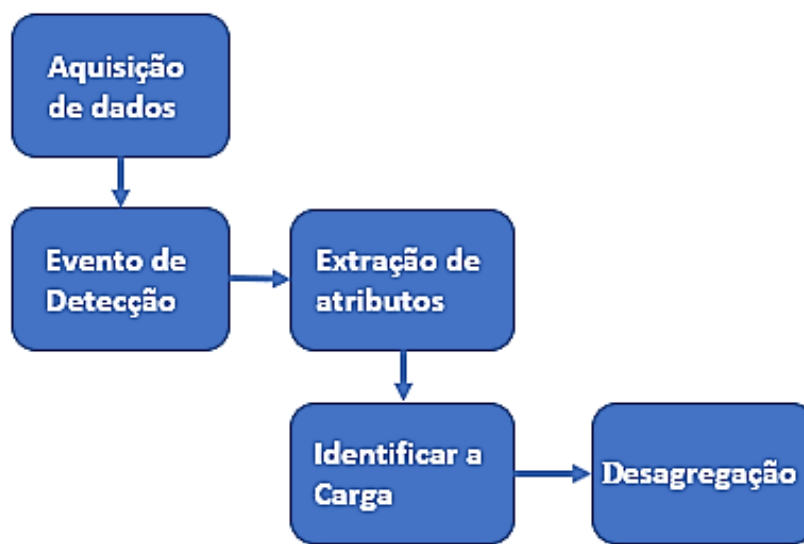 Aquisição
de dados
Evento de
Detecção
Extração de
atributos
Identificar a
Carga
Desagregação